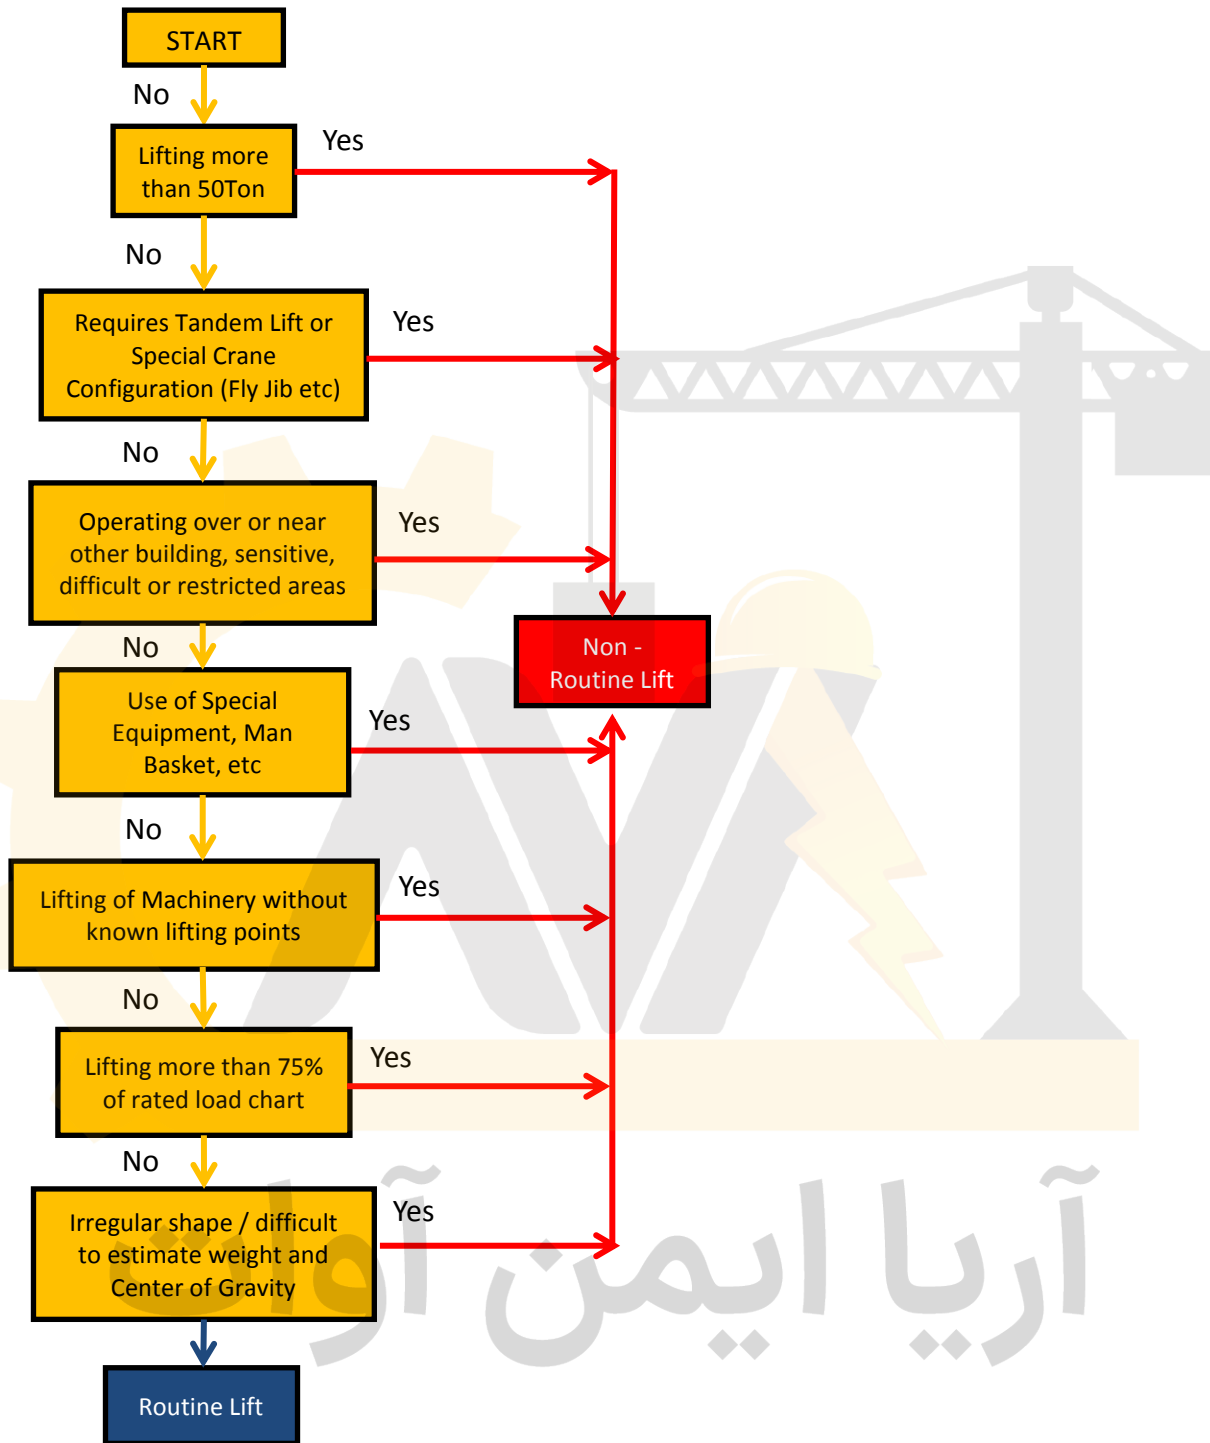 START
No
Lifting more
than 50Ton
Yes
No
Requires Tandem Lift or
Special Crane
Configuration (Fly Jib etc)
Yes
No
Operating over or near
other building, sensitive,
difficult or restricted areas
Yes
No
Non -
Routine Lift
Use of Special
Equipment, Man
Basket, etc
Yes
No
Lifting of Machinery without
known lifting points
Yes
No
Lifting more than 75%
of rated load chart
Yes
No
Irregular shape / difficult
to estimate weight and
Center of Gravity
Yes
آریا ایمن آوات
Routine Lift